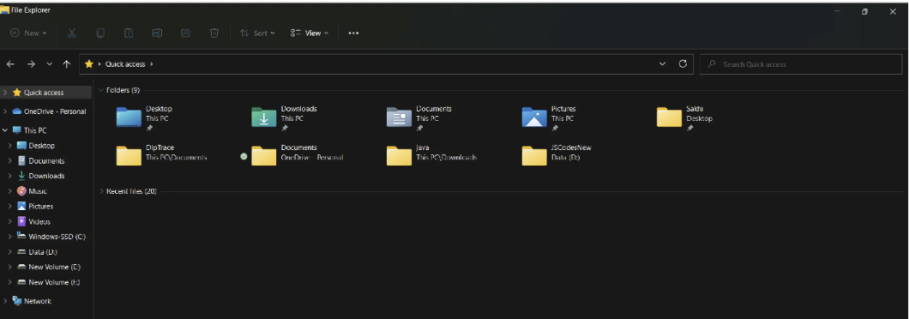 File Explorer
New
Sort
View
Quick access
Search Quick access
Quick access
OneDrive - Personal
This PC
Desktop
Documents
Downloads
Music
Pictures
Videos
Windows-SSD (C:)
Data (D:)
New Volume (E:)
New Volume (F:)
Network
Folders (9)
Desktop
This PC
Downloads
This PC
Documents
This PC
Pictures
This PC
Sakhi
Desktop
DipTrace
This PC\Documents
Documents
OneDrive - Personal
Java
This PC\Downloads
JSCodesNew
Data (D:)
Recent files (20)